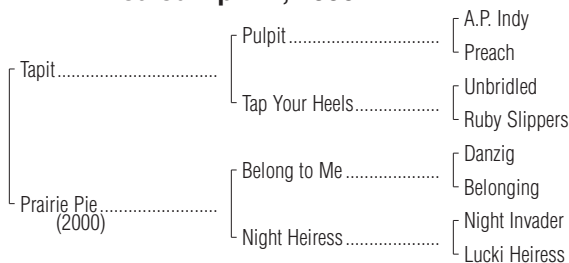 A.P. Indy
Pulpit
Preach
Tapit
Unbridled
Tap Your Heels
Ruby Slippers
Danzig
Belong to Me
Belonging
Prairie Pie
(2000)
Night Invader
Night Heiress
Lucki Heiress